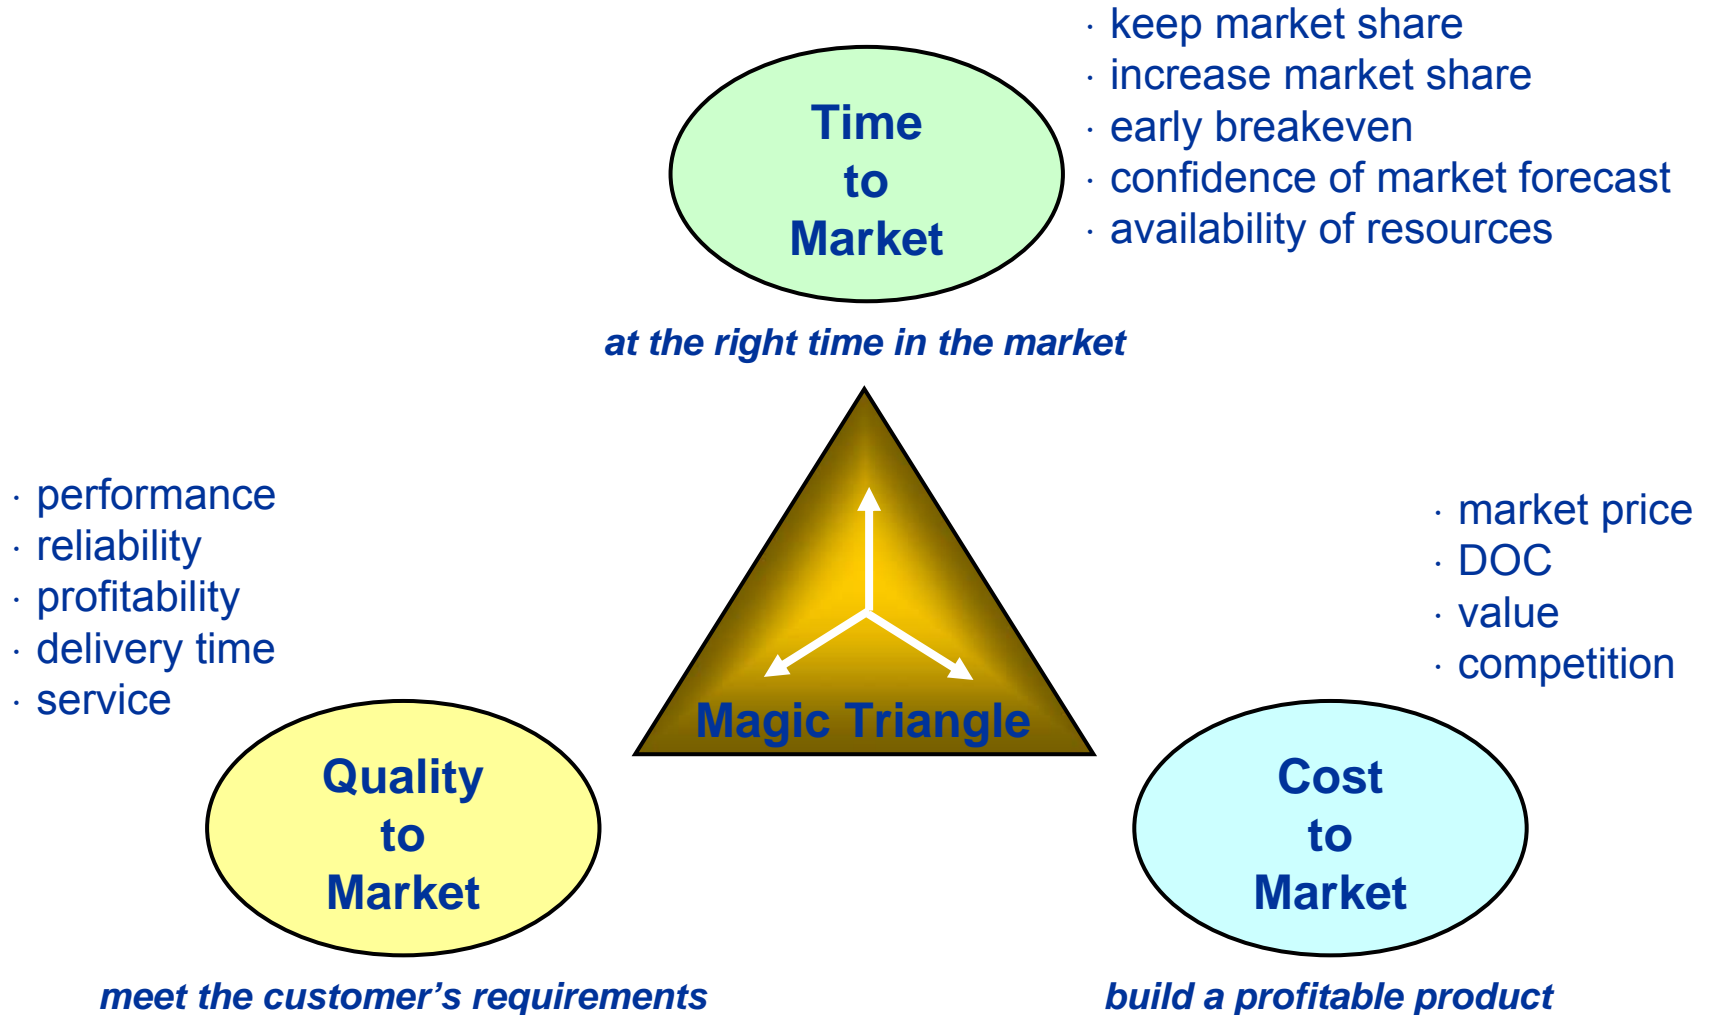 · keep market share
· increase market share
· early breakeven
· confidence of market forecast
· availability of resources
Time
to
Market
at the right time in the market
· performance
· reliability
· profitability
· delivery time
· service
· market price
· DOC
· value
· competition
Magic Triangle
Quality
to
Market
meet the customer’s requirements
Cost
to
Market
build a profitable product